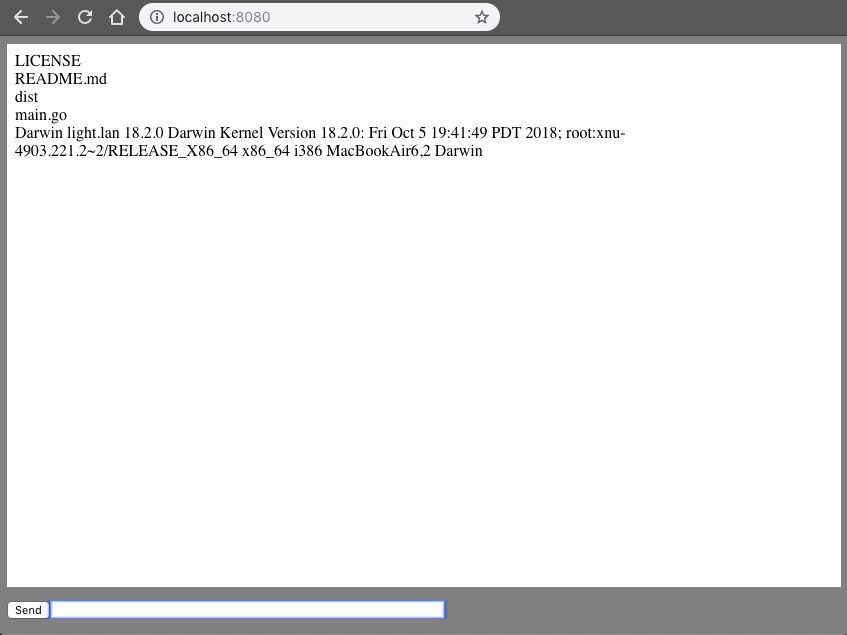 localhost:8080
LICENSE
README.md
dist
main.go
Darwin light.lan 18.2.0 Darwin Kernel Version 18.2.0: Fri Oct 5 19:41:49 PDT 2018; root:xnu-
4903.221.2~2/RELEASE_X86_64 x86_64 i386 MacBookAir6,2 Darwin
Send